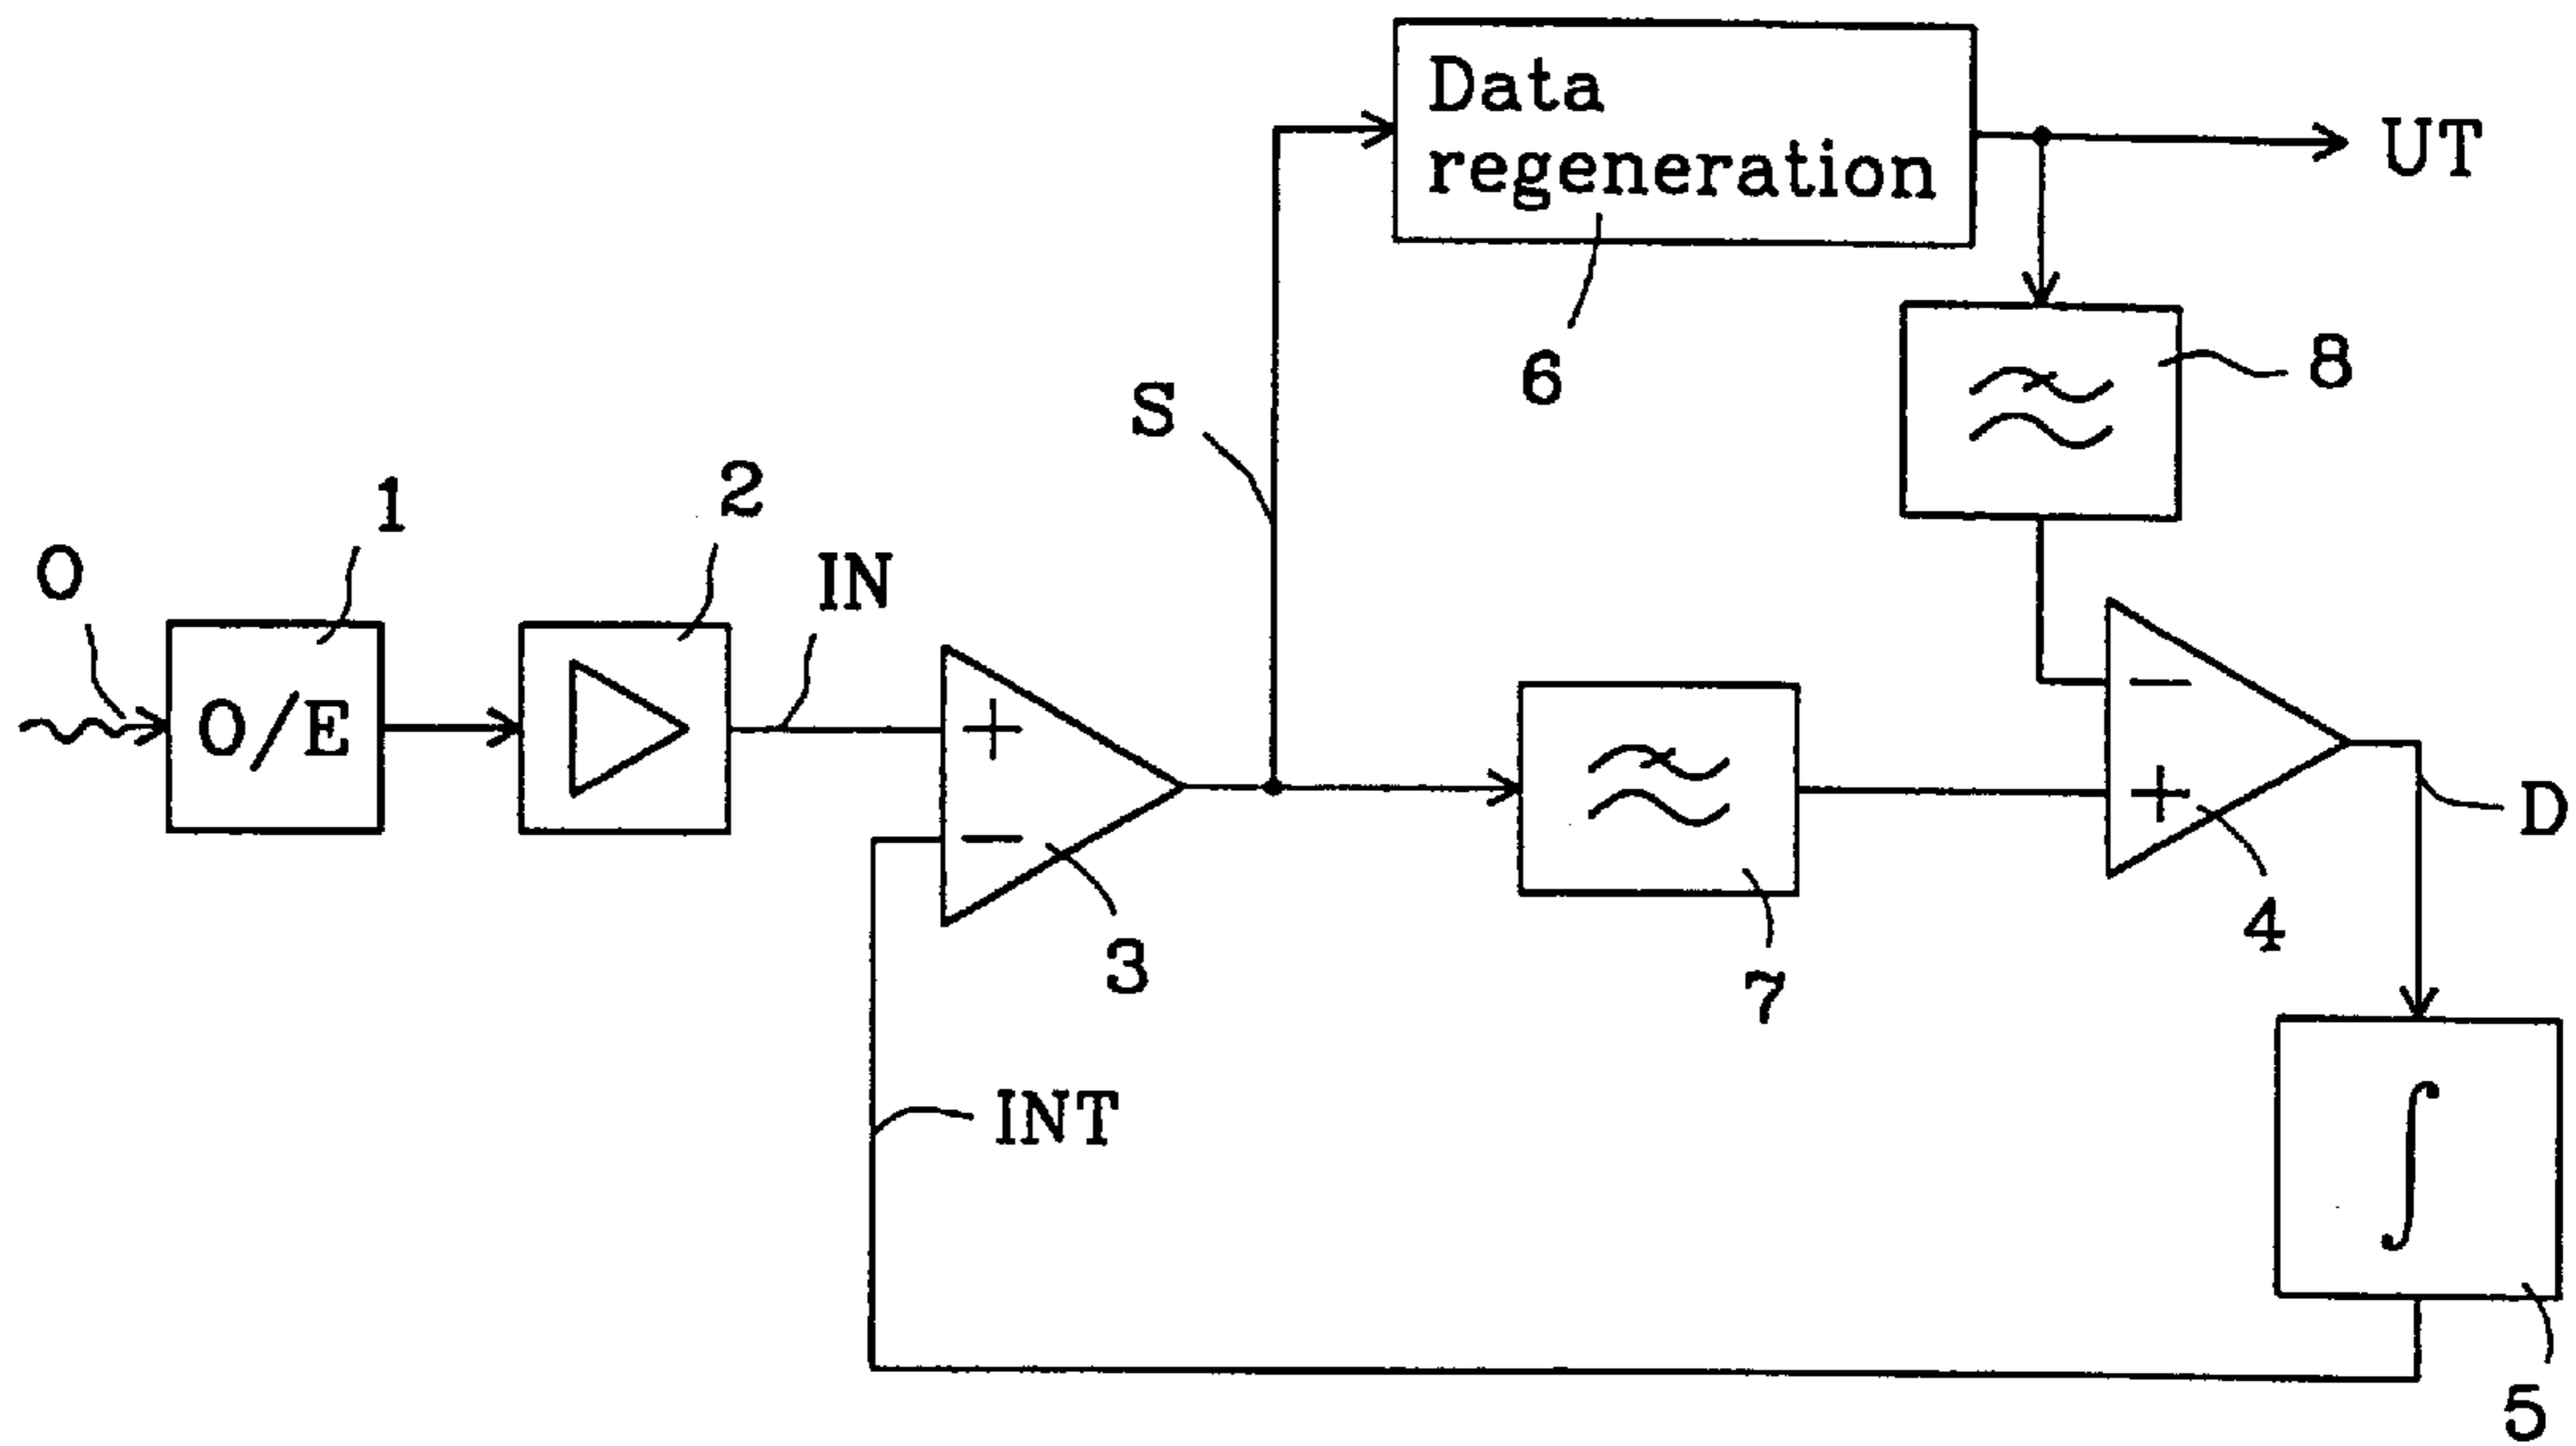 Data
regeneration
UT
6
8
S
1
2
O
IN
O/E
+
−
3
7
−
+
4
D
INT
∫
5